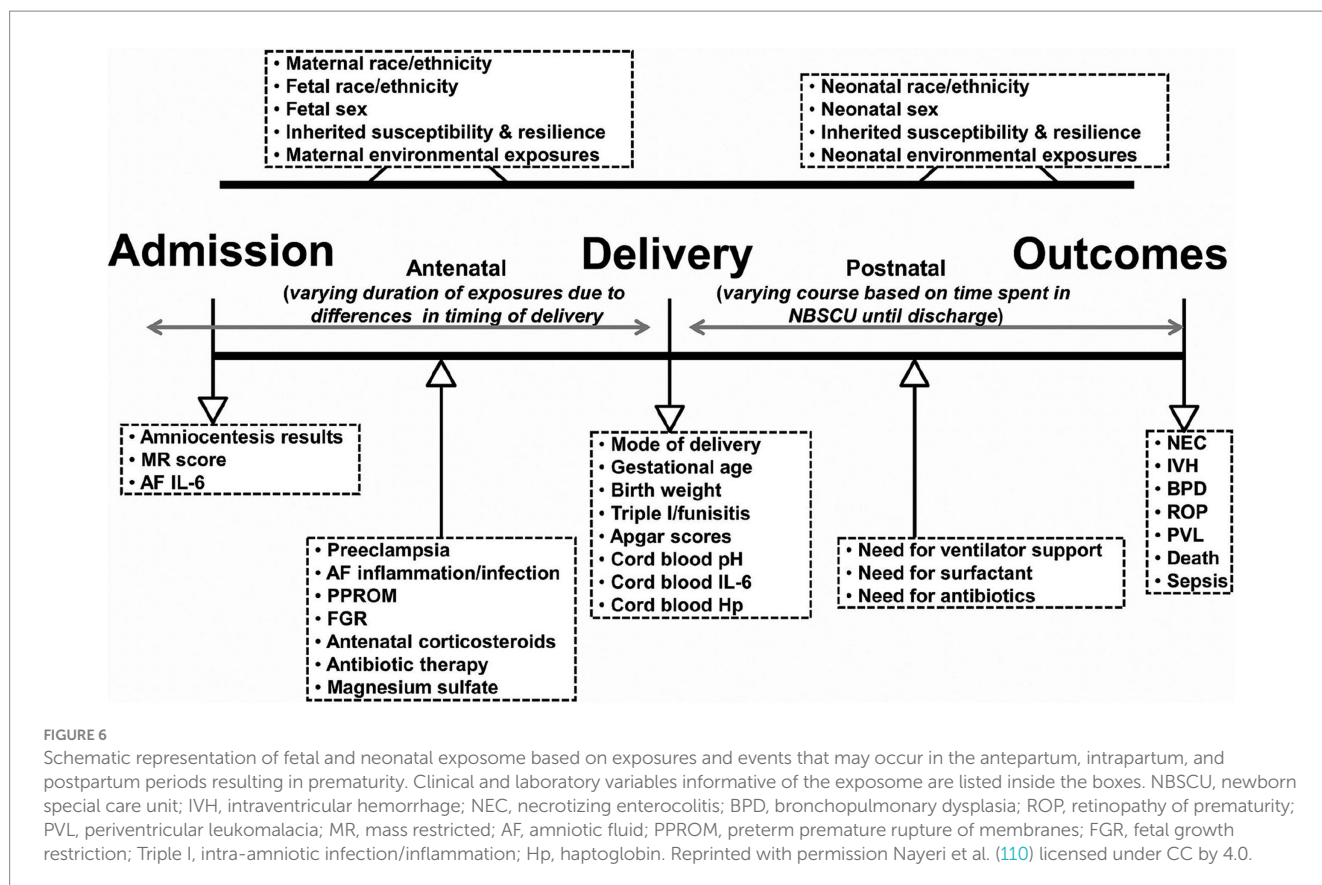 • Maternal race/ethnicity
• Fetal race/ethnicity
• Fetal sex
• Inherited susceptibility & resilience
• Maternal environmental exposures
• Neonatal race/ethnicity
• Neonatal sex
• Inherited susceptibility & resilience
• Neonatal environmental exposures
Admission
Delivery
Outcomes
Antenatal
(varying duration of exposures due to
differences in timing of delivery
Postnatal
(varying course based on time spent in
NBSCU until discharge)
• Amniocentesis results
• MR score
• AF IL-6
• Preeclampsia
• AF inflammation/infection
• PPROM
• FGR
• Antenatal corticosteroids
• Antibiotic therapy
• Magnesium sulfate
• Mode of delivery
• Gestational age
• Birth weight
• Triple I/funisitis
• Apgar scores
• Cord blood pH
• Cord blood IL-6
• Cord blood Hp
• Need for ventilator support
• Need for surfactant
• Need for antibiotics
• NEC
• IVH
• BPD
• ROP
• PVL
• Death
• Sepsis
FIGURE 6
Schematic representation of fetal and neonatal exposome based on exposures and events that may occur in the antepartum, intrapartum, and
postpartum periods resulting in prematurity. Clinical and laboratory variables informative of the exposome are listed inside the boxes. NBSCU, newborn
special care unit; IVH, intraventricular hemorrhage; NEC, necrotizing enterocolitis; BPD, bronchopulmonary dysplasia; ROP, retinopathy of prematurity;
PVL, periventricular leukomalacia; MR, mass restricted; AF, amniotic fluid; PPROM, preterm premature rupture of membranes; FGR, fetal growth
restriction; Triple I, intra-amniotic infection/inflammation; Hp, haptoglobin. Reprinted with permission Nayeri et al. (110) licensed under CC by 4.0.